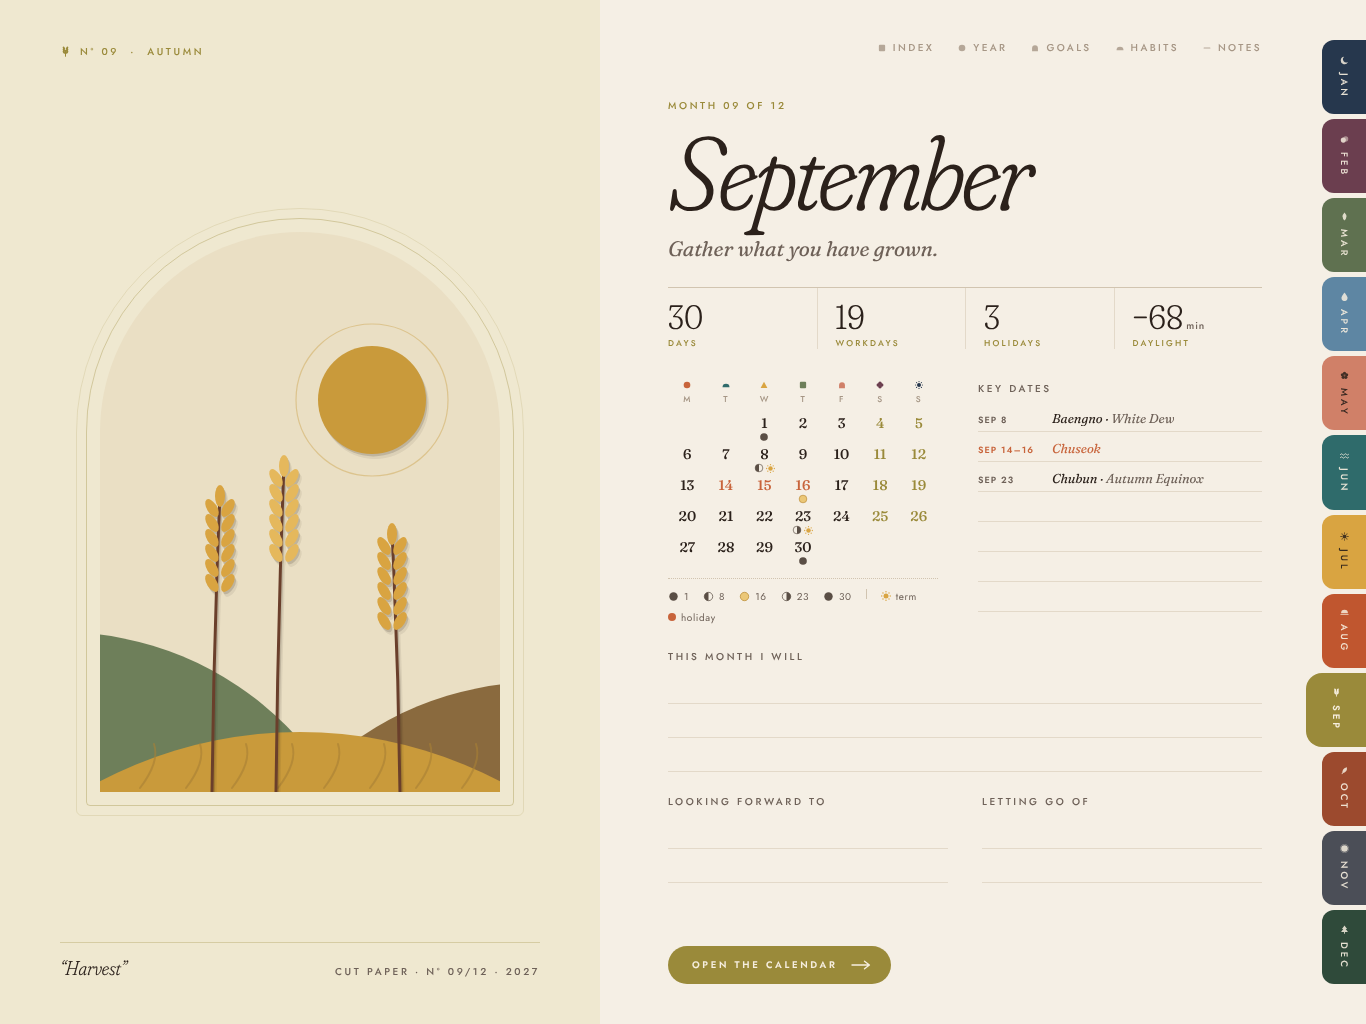 N° 09 · AUTUMN
INDEX YEAR GOALS HABITS NOTES
MONTH 09 OF 12
September
Gather what you have grown.
30 19 3 −68 min
DAYS WORKDAYS HOLIDAYS DAYLIGHT
M T W T F S S
1 2 3 4 5
6 7 8 9 10 11 12
13 14 15 16 17 18 19
20 21 22 23 24 25 26
27 28 29 30
1 8 16 23 30 term
holiday
KEY DATES
SEP 8 Baengno · White Dew
SEP 14–16 Chuseok
SEP 23 Chubun · Autumn Equinox
THIS MONTH I WILL
LOOKING FORWARD TO
LETTING GO OF
OPEN THE CALENDAR
“Harvest”
CUT PAPER · N° 09/12 · 2027
JAN
FEB
MAR
APR
MAY
JUN
JUL
AUG
SEP
OCT
NOV
DEC